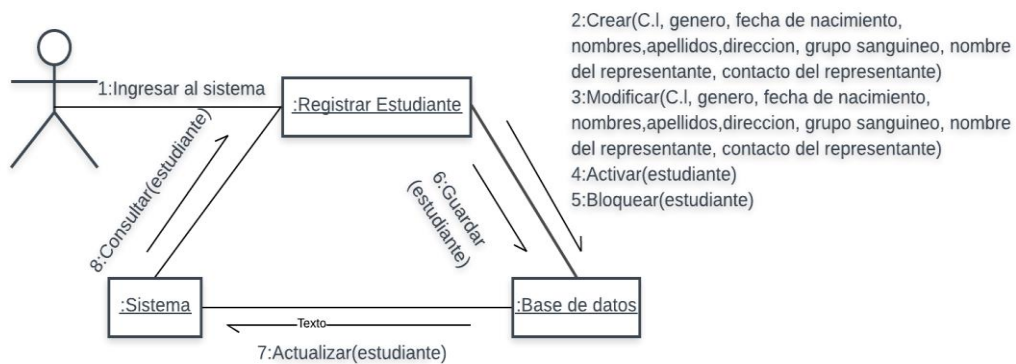 2:Crear(C.I, genero, fecha de nacimiento,
nombres,apellidos,direccion, grupo sanguineo, nombre
del representante, contacto del representante)
3:Modificar(C.I, genero, fecha de nacimiento,
nombres,apellidos,direccion, grupo sanguineo, nombre
del representante, contacto del representante)
4:Activar(estudiante)
5:Bloquear(estudiante)
1:Ingresar al sistema
:Registrar Estudiante
8:Consultar(estudiante)
6:Guardar
(estudiante)
:Sistema
:Base de datos
Texto
7:Actualizar(estudiante)